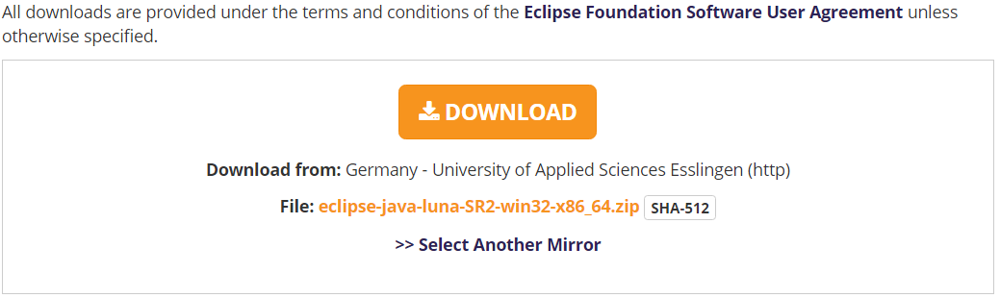 All downloads are provided under the terms and conditions of the Eclipse Foundation Software User Agreement unless
otherwise specified.
DOWNLOAD
Download from: Germany - University of Applied Sciences Esslingen (http)
File: eclipse-java-luna-SR2-win32-x86_64.zip SHA-512
>> Select Another Mirror